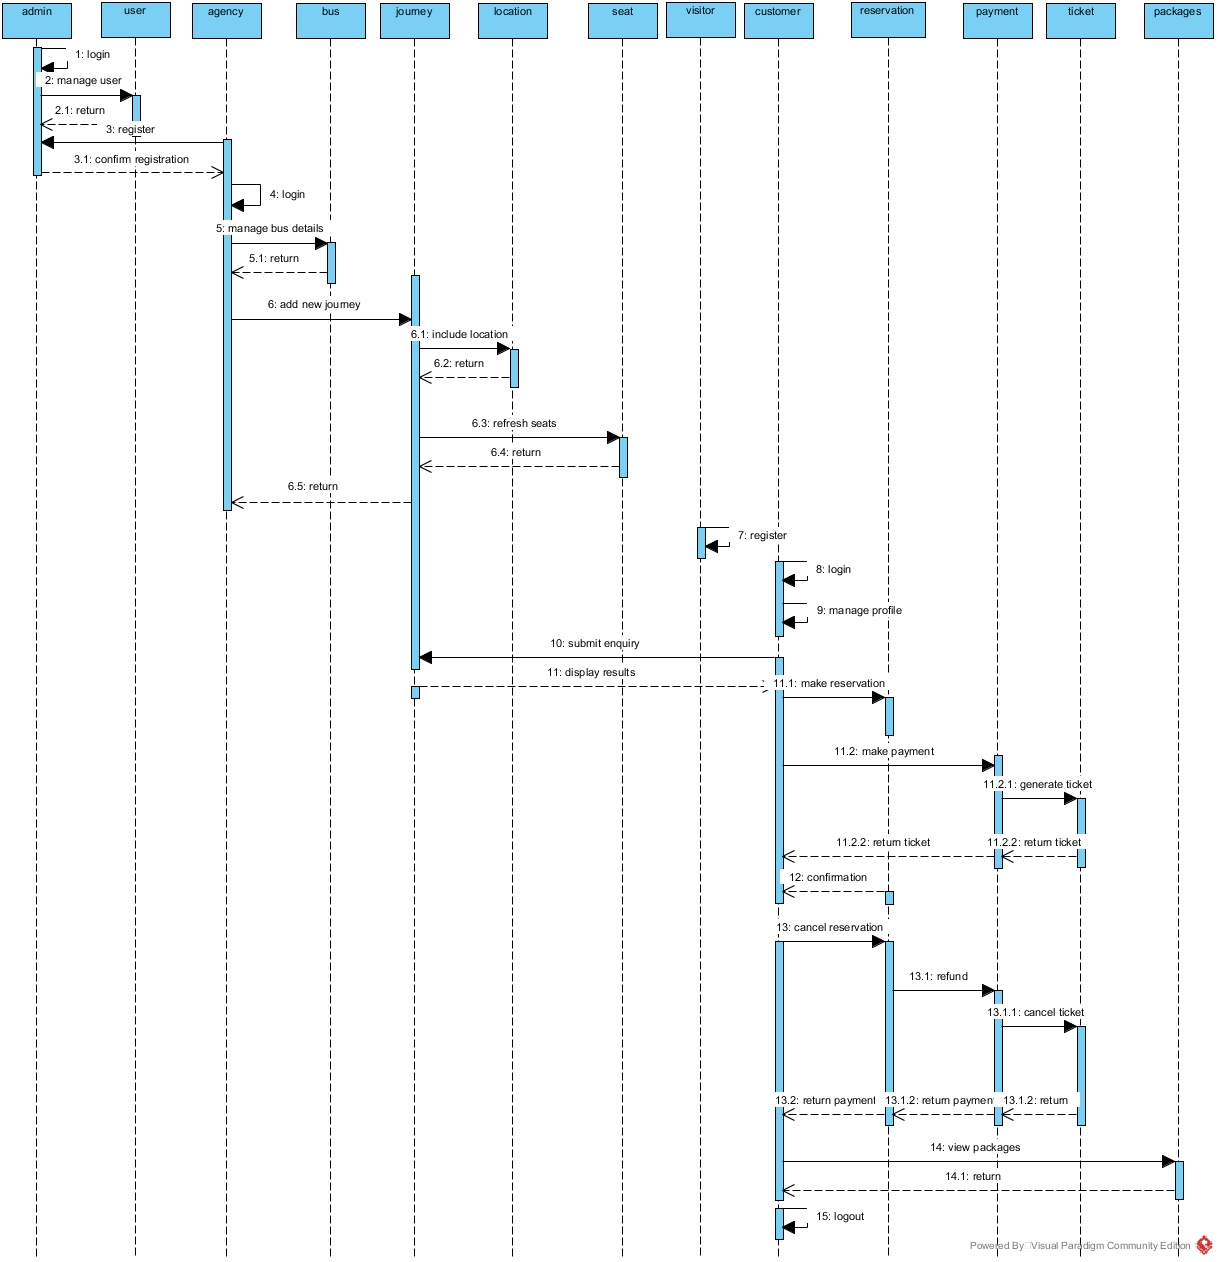 admin user agency bus journey location seat visitor customer reservation payment ticket packages
1: login
2: manage user
2.1: return
3: register
3.1: confirm registration
4: login
5: manage bus details
5.1: return
6: add new journey
6.1: include location
6.2: return
6.3: refresh seats
6.4: return
6.5: return
7: register
8: login
9: manage profile
10: submit enquiry
11: display results
11.1: make reservation
11.2: make payment
11.2.1: generate ticket
11.2.2: return ticket 11.2.2: return ticket
12: confirmation
13: cancel reservation
13.1: refund
13.1.1: cancel ticket
13.2: return payment 13.1.2: return payment 13.1.2: return
14: view packages
14.1: return
15: logout
Powered By Visual Paradigm Community Edition